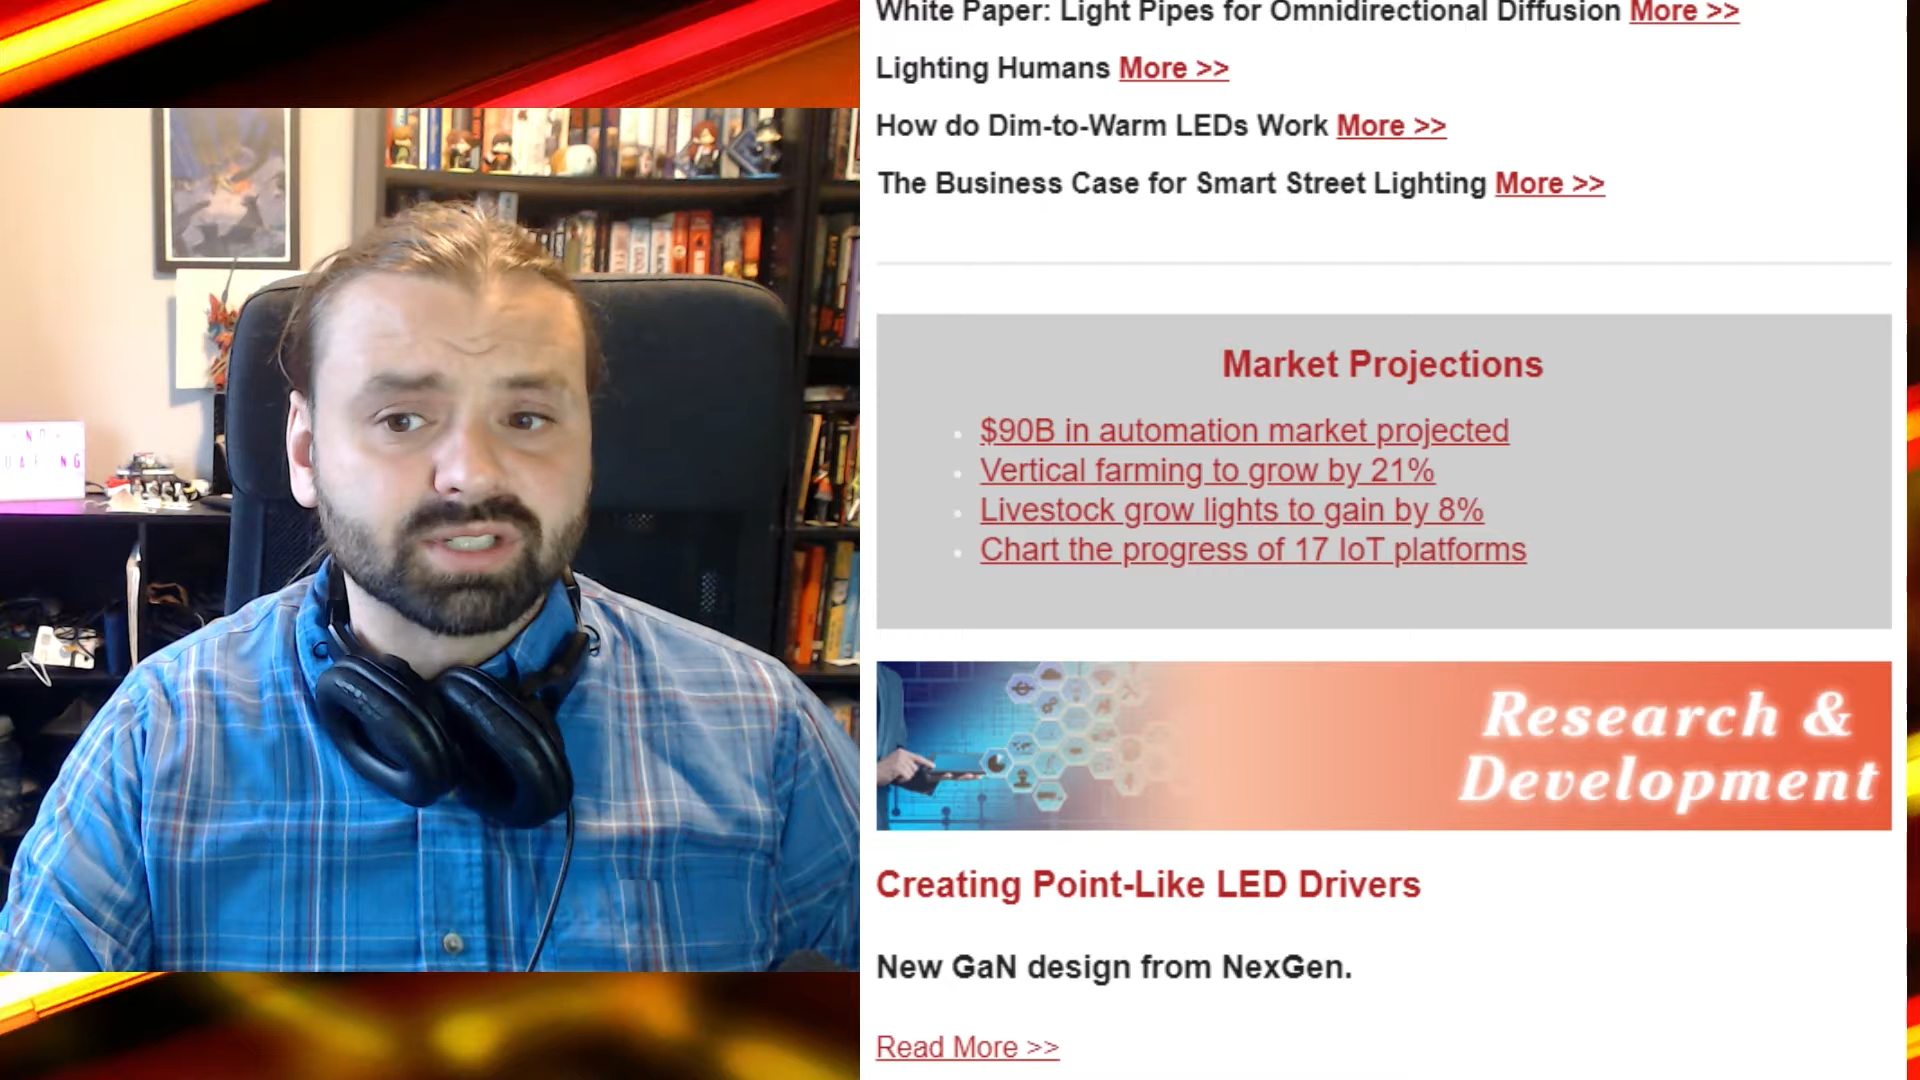 White Paper: Light Pipes for Omnidirectional Diffusion More >>
Lighting Humans More >>
How do Dim-to-Warm LEDs Work More >>
The Business Case for Smart Street Lighting More >>
Market Projections
$90B in automation market projected
Vertical farming to grow by 21%
Livestock grow lights to gain by 8%
Chart the progress of 17 IoT platforms
Research &
Development
Creating Point-Like LED Drivers
New GaN design from NexGen.
Read More >>